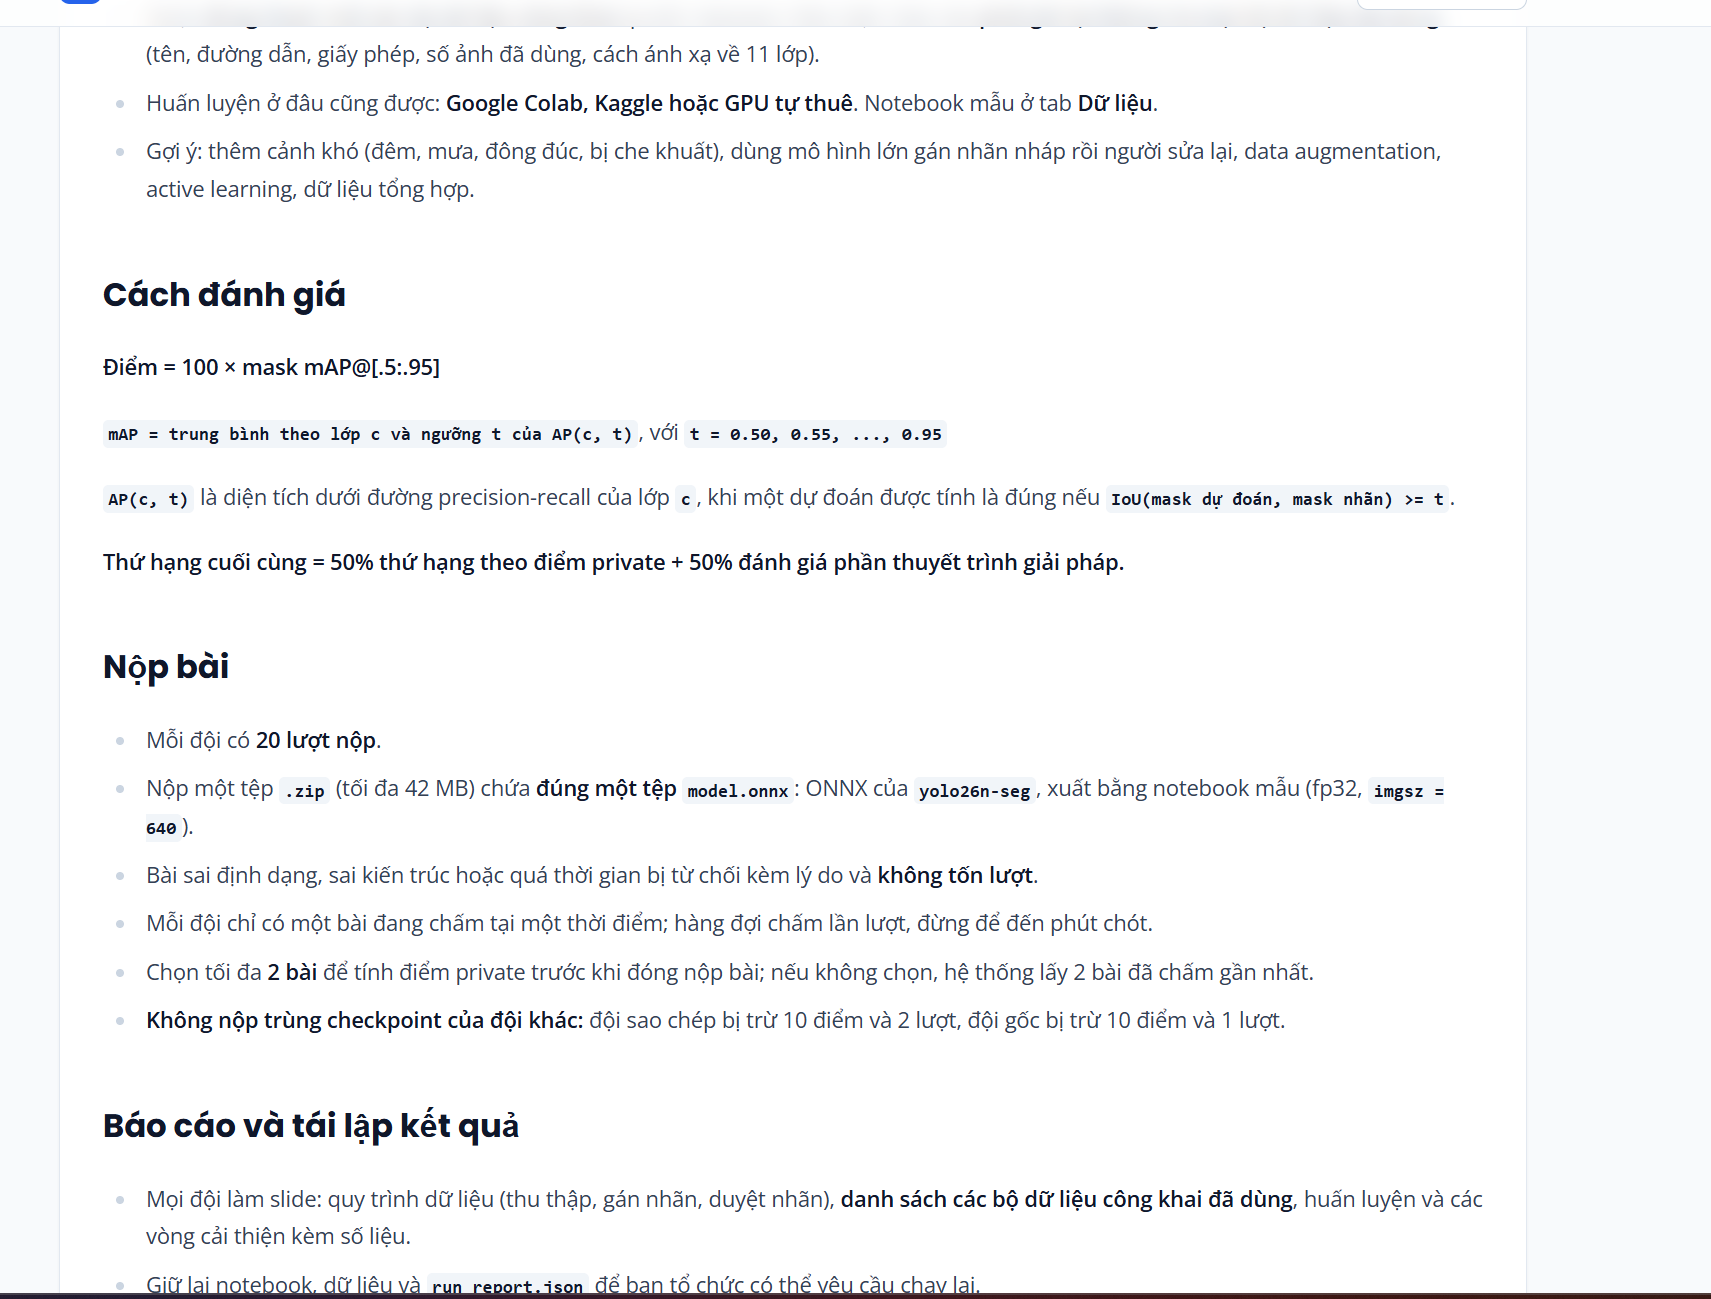 (tên, đường dẫn, giấy phép, số ảnh đã dùng, cách ánh xạ về 11 lớp).
Huấn luyện ở đâu cũng được: Google Colab, Kaggle hoặc GPU tự thuê. Notebook mẫu ở tab Dữ liệu.
Gợi ý: thêm cảnh khó (đêm, mưa, đông đúc, bị che khuất), dùng mô hình lớn gán nhãn nháp rồi người sửa lại, data augmentation,
active learning, dữ liệu tổng hợp.
Cách đánh giá
Điểm = 100 × mask mAP@[.5:.95]
mAP = trung bình theo lớp c và ngưỡng t của AP(c, t), với t = 0.50, 0.55, ..., 0.95
AP(c, t) là diện tích dưới đường precision-recall của lớp c, khi một dự đoán được tính là đúng nếu IoU(mask dự đoán, mask nhãn) >= t.
Thứ hạng cuối cùng = 50% thứ hạng theo điểm private + 50% đánh giá phần thuyết trình giải pháp.
Nộp bài
Mỗi đội có 20 lượt nộp.
Nộp một tệp .zip (tối đa 42 MB) chứa đúng một tệp model.onnx: ONNX của yolo26n-seg, xuất bằng notebook mẫu (fp32, imgsz =
640).
Bài sai định dạng, sai kiến trúc hoặc quá thời gian bị từ chối kèm lý do và không tốn lượt.
Mỗi đội chỉ có một bài đang chấm tại một thời điểm; hàng đợi chấm lần lượt, đừng để đến phút chót.
Chọn tối đa 2 bài để tính điểm private trước khi đóng nộp bài; nếu không chọn, hệ thống lấy 2 bài đã chấm gần nhất.
Không nộp trùng checkpoint của đội khác: đội sao chép bị trừ 10 điểm và 2 lượt, đội gốc bị trừ 10 điểm và 1 lượt.
Báo cáo và tái lập kết quả
Mọi đội làm slide: quy trình dữ liệu (thu thập, gán nhãn, duyệt nhãn), danh sách các bộ dữ liệu công khai đã dùng, huấn luyện và các
vòng cải thiện kèm số liệu.
Giữ lại notebook, dữ liệu và run_report.json để ban tổ chức có thể yêu cầu chạy lại.